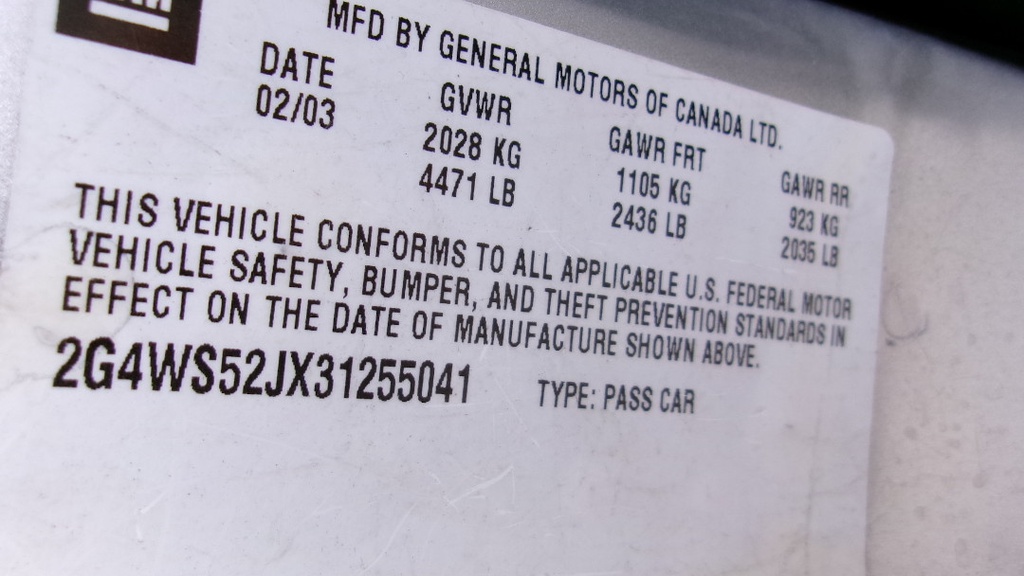 MFD BY GENERAL MOTORS OF CANADA LTD.
DATE GVWR GAWR FRT GAWR RR
02/03 2028 KG 1105 KG 923 KG
4471 LB 2436 LB 2035 LB
THIS VEHICLE CONFORMS TO ALL APPLICABLE U.S. FEDERAL MOTOR
VEHICLE SAFETY, BUMPER, AND THEFT PREVENTION STANDARDS IN
EFFECT ON THE DATE OF MANUFACTURE SHOWN ABOVE.
2G4WS52JX31255041 TYPE: PASS CAR